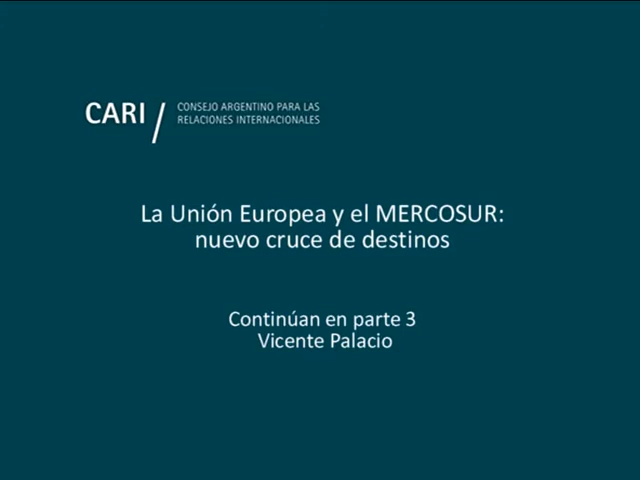 CARI / CONSEJO ARGENTINO PARA LAS
RELACIONES INTERNACIONALES
La Unión Europea y el MERCOSUR:
nuevo cruce de destinos
Continúan en parte 3
Vicente Palacio